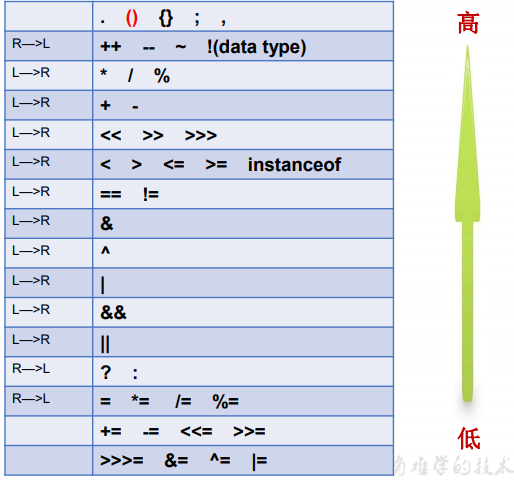 . () {} ; ,
R—>L ++ -- ~ !(data type)
L—>R * / %
L—>R + -
L—>R << >> >>>
L—>R < > <= >= instanceof
L—>R == !=
L—>R &
L—>R ^
L—>R |
L—>R &&
L—>R ||
R—>L ? :
R—>L = *= /= %=
+= -= <<= >>=
>>>= &= ^= |=
高
低
有难学的技术